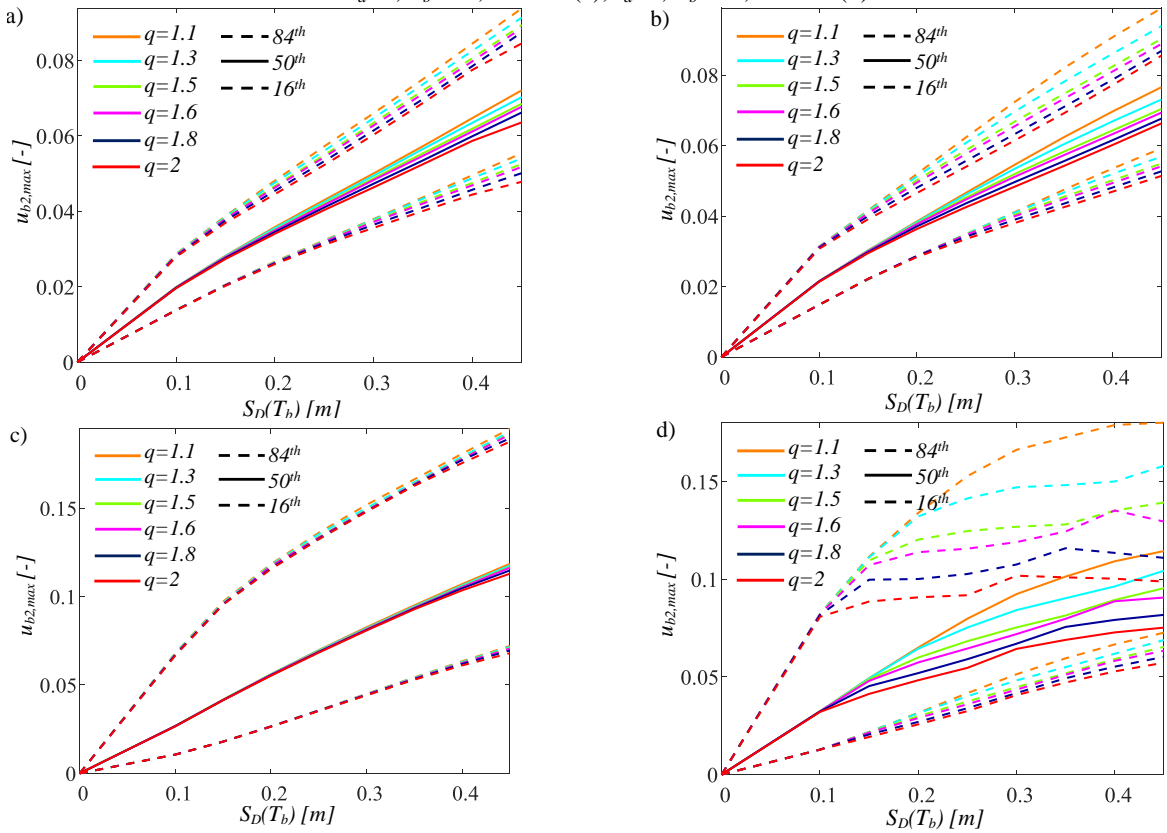 a)
q=1.1
q=1.3
q=1.5
q=1.6
q=1.8
q=2
84th
50th
16th
u_b2,max [-]
0.08
0.06
0.04
0.02
0
0 0.1 0.2 0.3 0.4
S_D(T_b) [m]
b)
q=1.1
q=1.3
q=1.5
q=1.6
q=1.8
q=2
84th
50th
16th
u_b2,max [-]
0.08
0.06
0.04
0.02
0
0 0.1 0.2 0.3 0.4
S_D(T_b) [m]
c)
q=1.1
q=1.3
q=1.5
q=1.6
q=1.8
q=2
84th
50th
16th
u_b2,max [-]
0.15
0.1
0.05
0
0 0.1 0.2 0.3 0.4
S_D(T_b) [m]
d)
q=1.1
q=1.3
q=1.5
q=1.6
q=1.8
q=2
84th
50th
16th
u_b2,max [-]
0.15
0.1
0.05
0
0 0.1 0.2 0.3 0.4
S_D(T_b) [m]